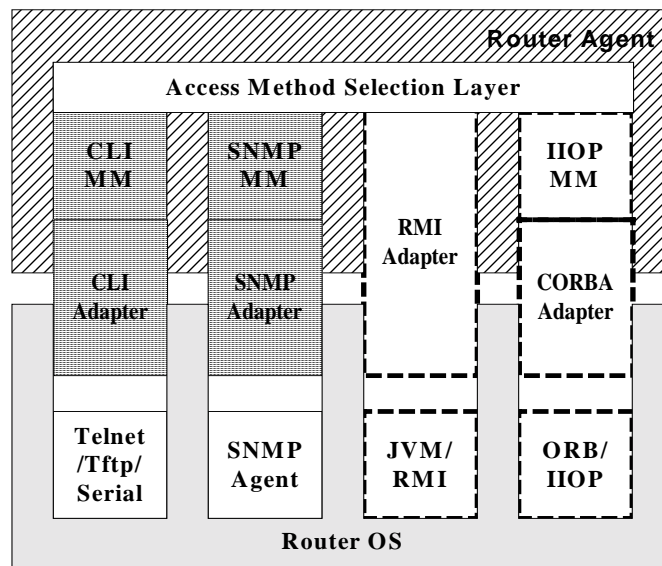 Router Agent
Access Method Selection Layer
CLI
MM
SNMP
MM
RMI
Adapter
IIOP
MM
CLI
Adapter
SNMP
Adapter
CORBA
Adapter
Telnet
/Tftp/
Serial
SNMP
Agent
JVM/
RMI
ORB/
IIOP
Router OS